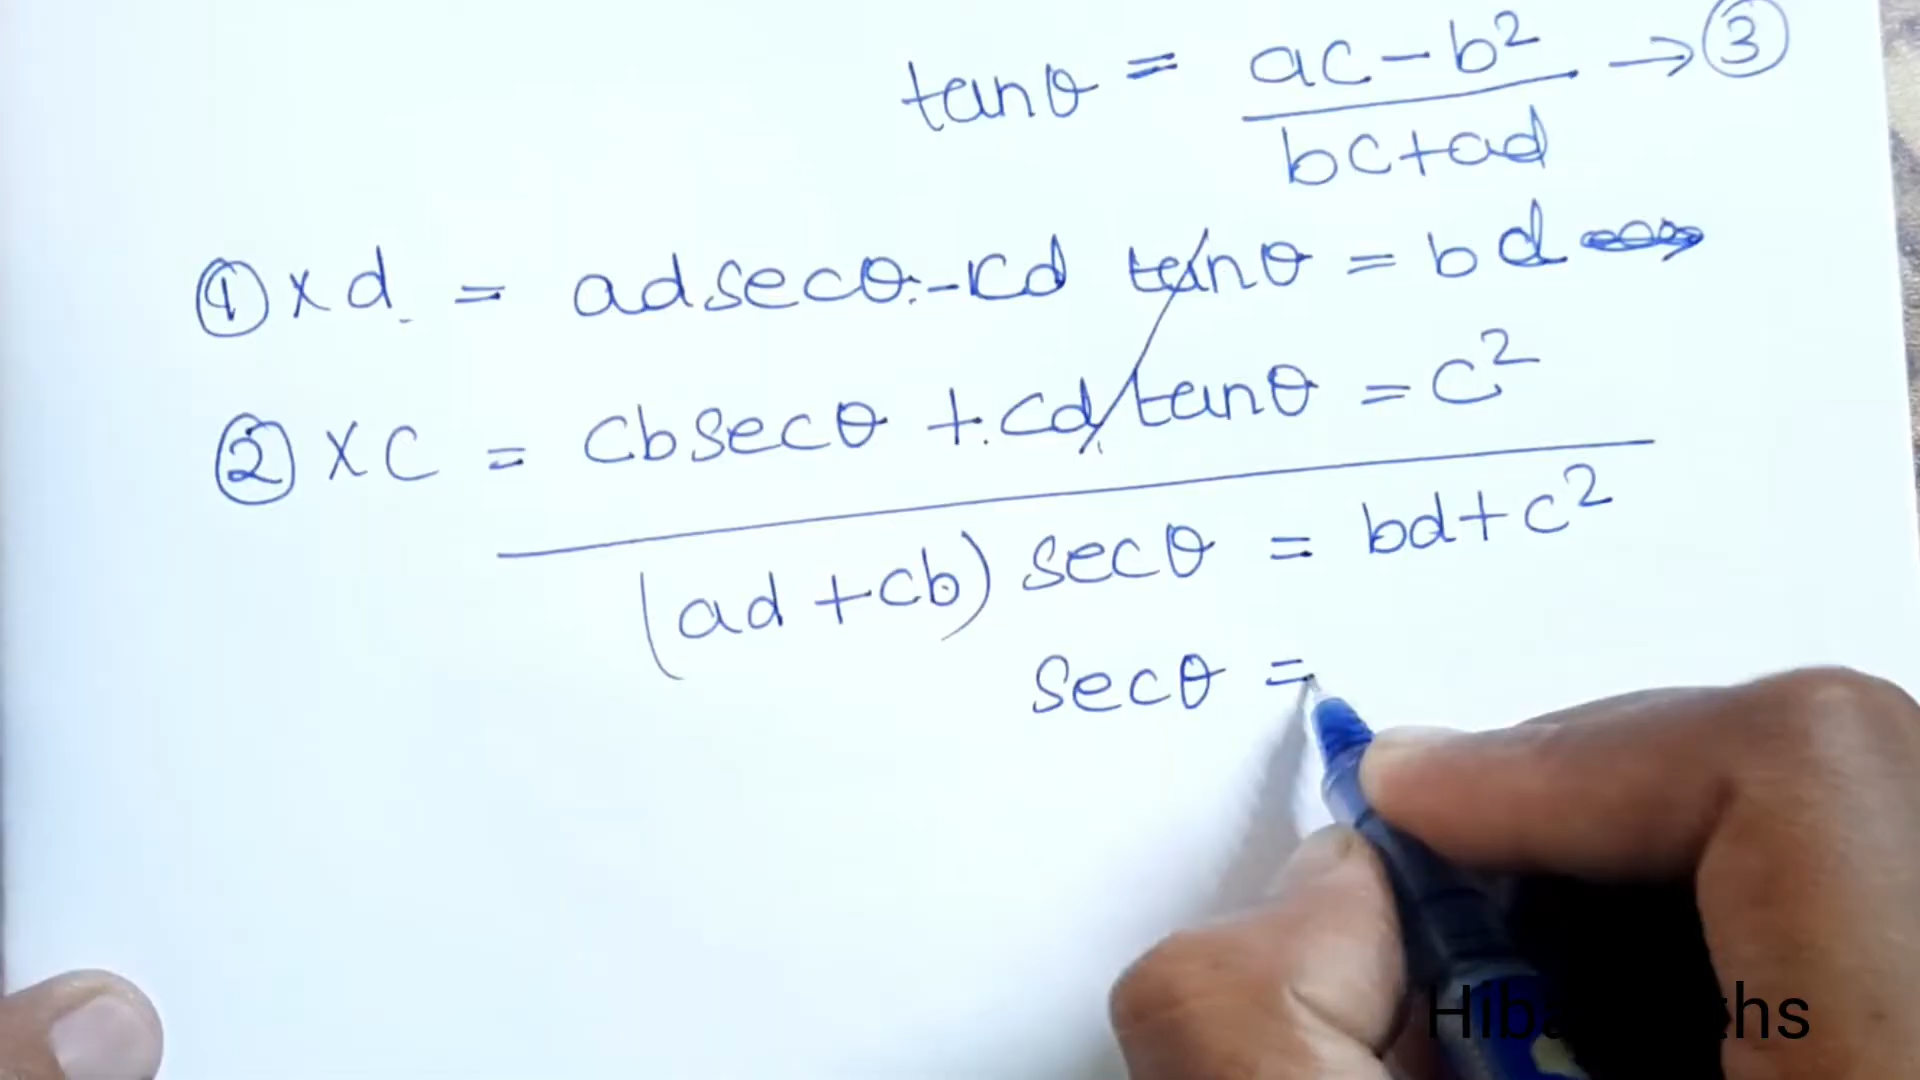 tanθ = ac-b² / bc+ad → ③
① x d = ad secθ - cd tanθ = bd
② x c = cb secθ + cd tanθ = c²
(ad + cb) secθ = bd + c²
secθ =